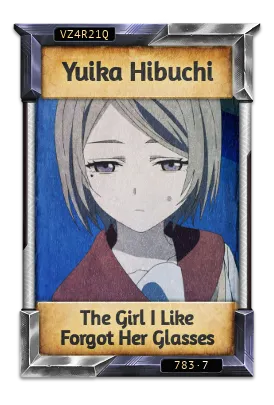 VZ4R21Q
Yuika Hibuchi
The Girl I Like
Forgot Her Glasses
783·7